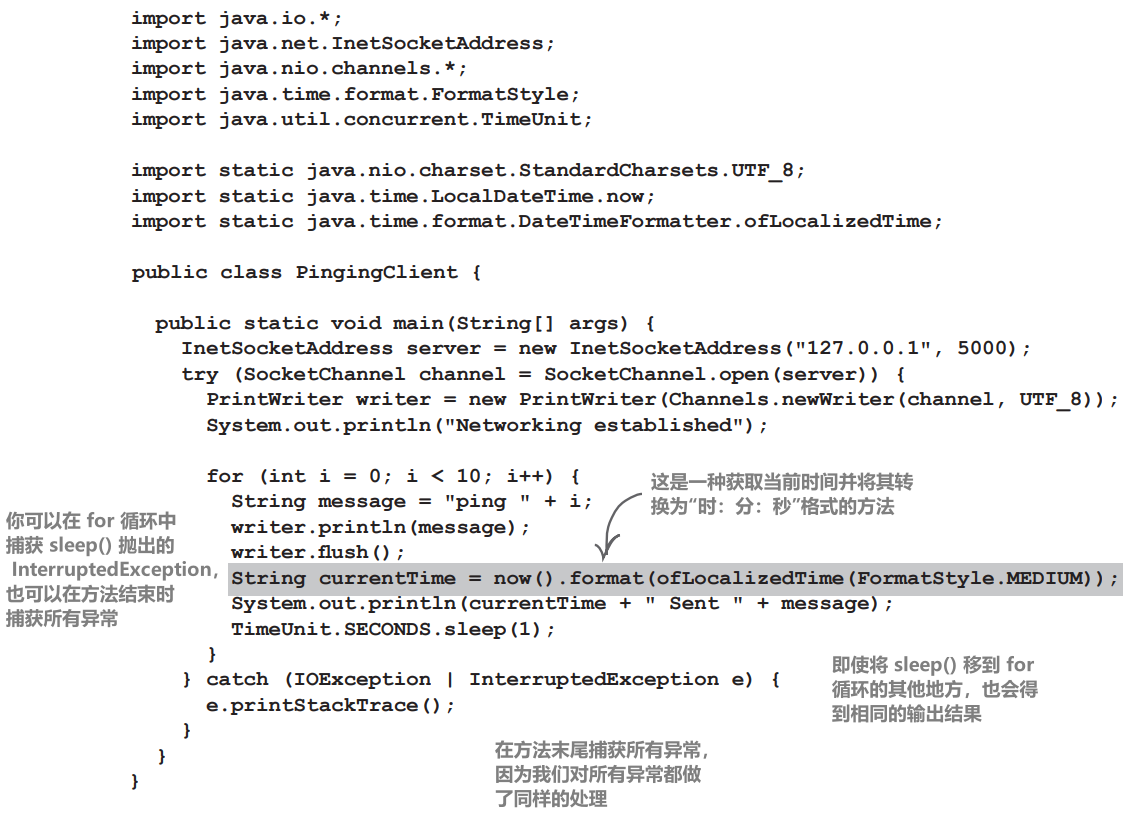 import java.io.*;
import java.net.InetSocketAddress;
import java.nio.channels.*;
import java.time.format.FormatStyle;
import java.util.concurrent.TimeUnit;
import static java.nio.charset.StandardCharsets.UTF_8;
import static java.time.LocalDateTime.now;
import static java.time.format.DateTimeFormatter.ofLocalizedTime;
public class PingingClient {
public static void main(String[] args) {
InetSocketAddress server = new InetSocketAddress("127.0.0.1", 5000);
try (SocketChannel channel = SocketChannel.open(server)) {
PrintWriter writer = new PrintWriter(Channels.newWriter(channel, UTF_8));
System.out.println("Networking established");
for (int i = 0; i < 10; i++) {
String message = "ping " + i;
writer.println(message);
writer.flush();
String currentTime = now().format(ofLocalizedTime(FormatStyle.MEDIUM));
System.out.println(currentTime + " Sent " + message);
TimeUnit.SECONDS.sleep(1);
}
} catch (IOException | InterruptedException e) {
e.printStackTrace();
}
}
}
这是一种获取当前时间并将其转
换为“时：分：秒”格式的方法
你可以在 for 循环中
捕获 sleep() 抛出的
InterruptedException，
也可以在方法结束时
捕获所有异常
即使将 sleep() 移到 for
循环的其他地方，也会得
到相同的输出结果
在方法末尾捕获所有异常，
因为我们对所有异常都做
了同样的处理